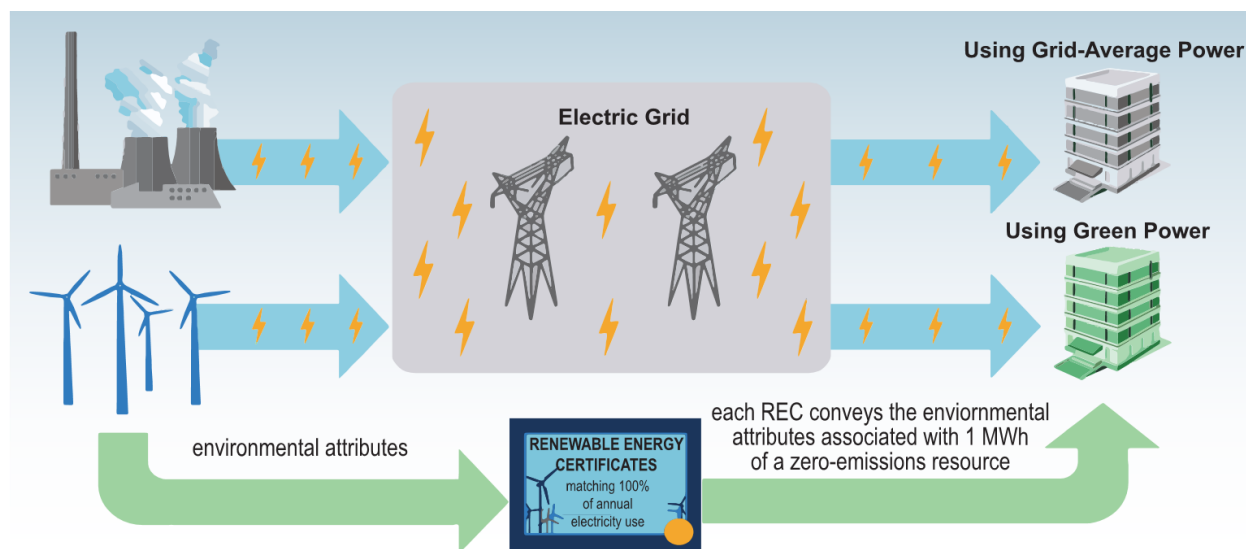 Using Grid-Average Power
Electric Grid
Using Green Power
environmental attributes
RENEWABLE ENERGY
CERTIFICATES
matching 100%
of annual
electricity use
each REC conveys the enviornmental
attributes associated with 1 MWh
of a zero-emissions resource